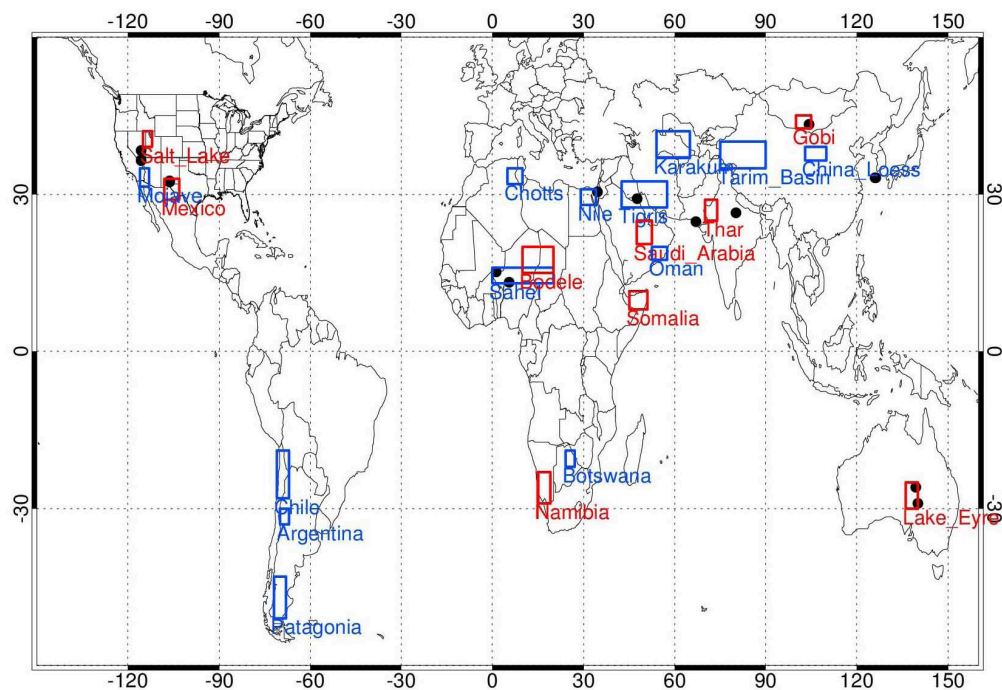 -120 -90 -60 -30 0 30 60 90 120 150
Gobi
Salt_Lake
Karakum
China_Loess
Tarim_Basin
Mojave
Chotts
30
30
Mexico
Nile
Tigris
Thar
Saudi_Arabia
Oman
Bodele
Sahel
Somalia
0
0
Botswana
Chile
-30
-30
Namibia
Lake_Eyre
Argentina
Patagonia
-120 -90 -60 -30 0 30 60 90 120 150